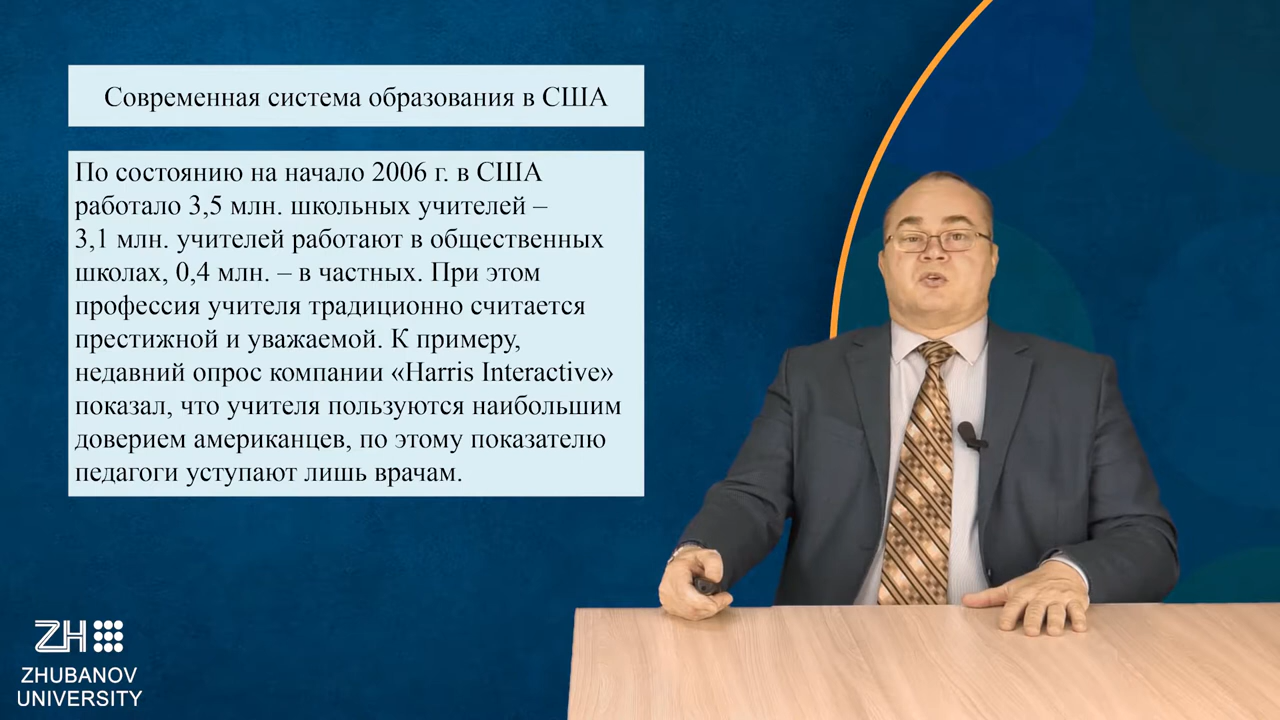 Современная система образования в США
По состоянию на начало 2006 г. в США
работало 3,5 млн. школьных учителей –
3,1 млн. учителей работают в общественных
школах, 0,4 млн. – в частных. При этом
профессия учителя традиционно считается
престижной и уважаемой. К примеру,
недавний опрос компании «Harris Interactive»
показал, что учителя пользуются наибольшим
доверием американцев, по этому показателю
педагоги уступают лишь врачам.
ZH
ZHUBANOV
UNIVERSITY